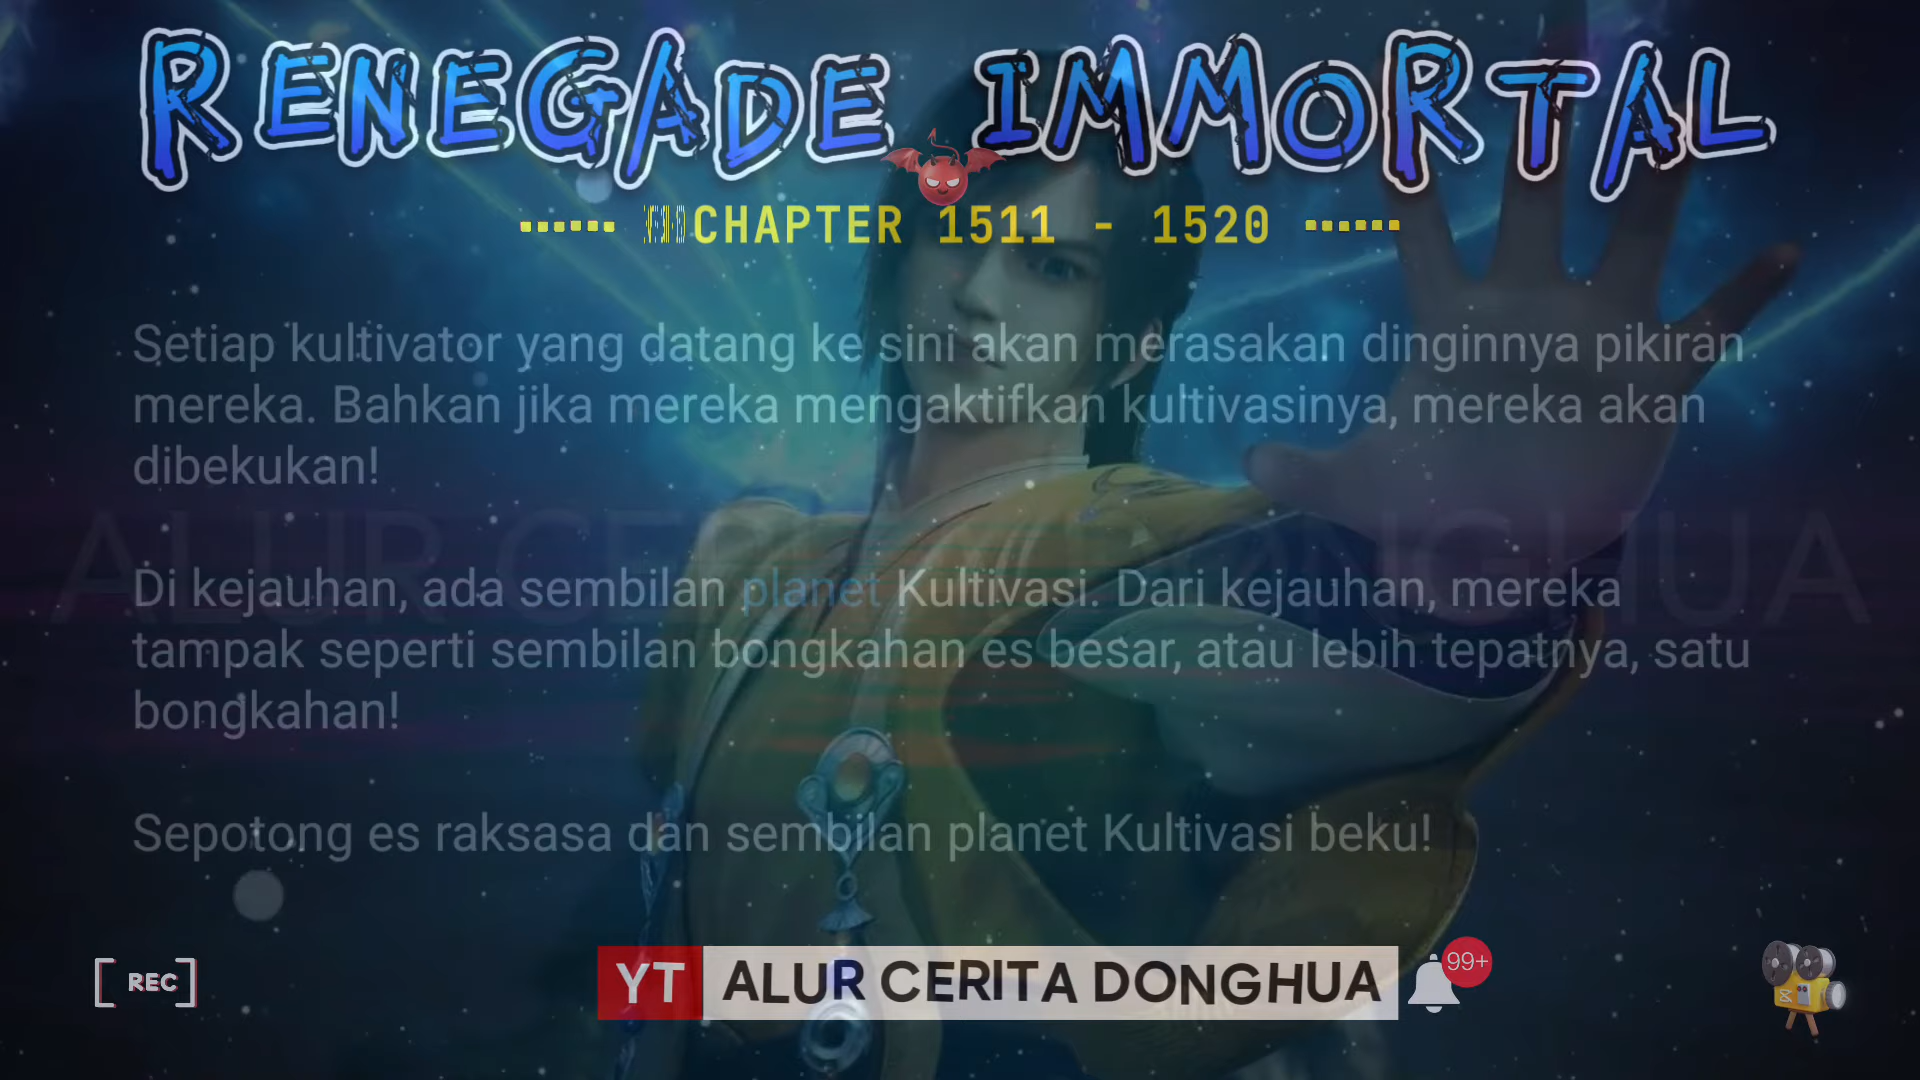 RENEGADE IMMORTAL
CHAPTER 1511 - 1520
Setiap kultivator yang datang ke sini akan merasakan dinginnya pikiran
mereka. Bahkan jika mereka mengaktifkan kultivasinya, mereka akan
dibekukan!
ALUR CERITA DONGHUA
Di kejauhan, ada sembilan planet Kultivasi. Dari kejauhan, mereka
tampak seperti sembilan bongkahan es besar, atau lebih tepatnya, satu
bongkahan!
Sepotong es raksasa dan sembilan planet Kultivasi beku!
REC
YT ALUR CERITA DONGHUA 99+